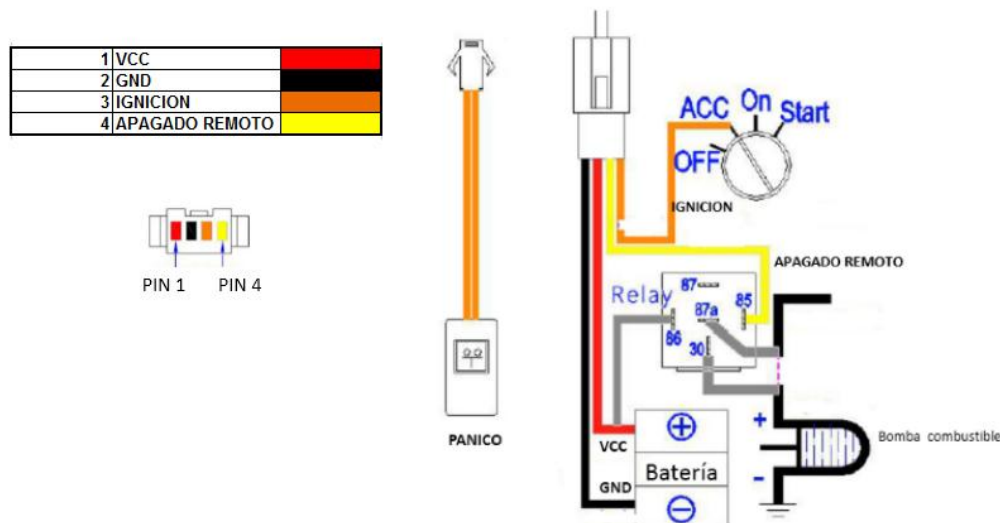 1 VCC
2 GND
3 IGNICION
4 APAGADO REMOTO
PIN 1 PIN 4
PANICO
ACC On Start
OFF
IGNICION
APAGADO REMOTO
Relay
87
87a
85
86
30
+
-
Bomba combustible
VCC
+
Batería
GND
-